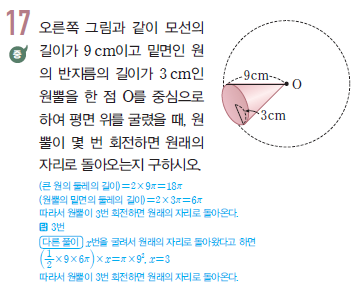 17
중
오른쪽 그림과 같이 모선의
길이가 9 cm이고 밑면인 원
의 반지름의 길이가 3 cm인
원뿔을 한 점 O를 중심으로
하여 평면 위를 굴렸을 때, 원
뿔이 몇 번 회전하면 원래의
자리로 돌아오는지 구하시오.
9 cm
O
3 cm
(큰 원의 둘레의 길이)=2×9π=18π
(원뿔의 밑면의 둘레의 길이)=2×3π=6π
따라서 원뿔이 3번 회전하면 원래의 자리로 돌아온다.
답 3번
다른 풀이 x번을 굴려서 원래의 자리로 돌아왔다고 하면
(1/2×9×6π)×x=π×9², x=3
따라서 원뿔이 3번 회전하면 원래의 자리로 돌아온다.